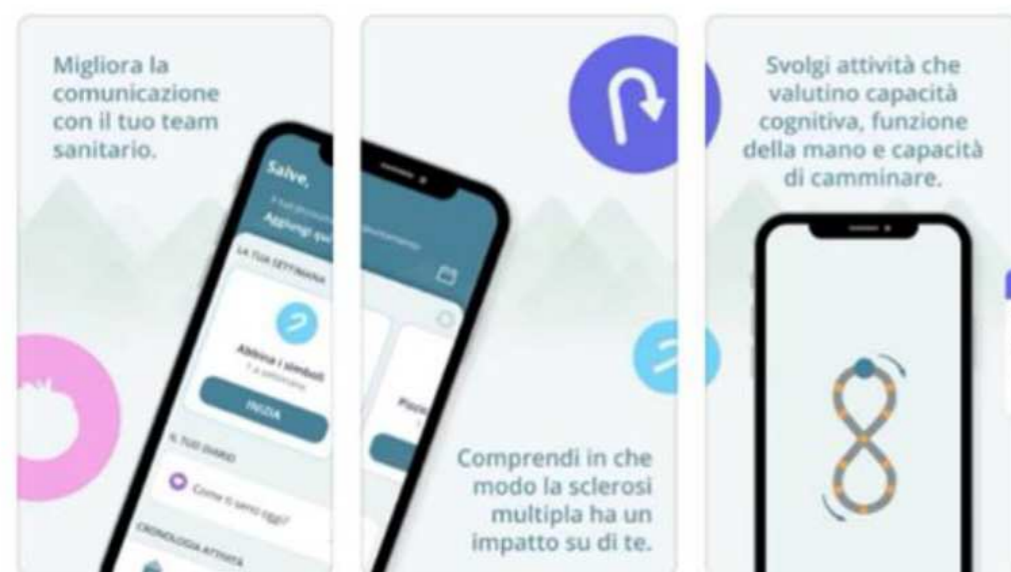 Migliora la
comunicazione
con il tuo team
sanitario.
Salve,
Aggiungi qui
LA TUA SETTIMANA
Abbina i simboli
INIZIA
IL TUO DIARIO
Come ti senti oggi?
CRONOLOGIA ATTIVITÀ
Comprendi in che
modo la sclerosi
multipla ha un
impatto su di te.
Svolgi attività che
valutino capacità
cognitiva, funzione
della mano e capacità
di camminare.